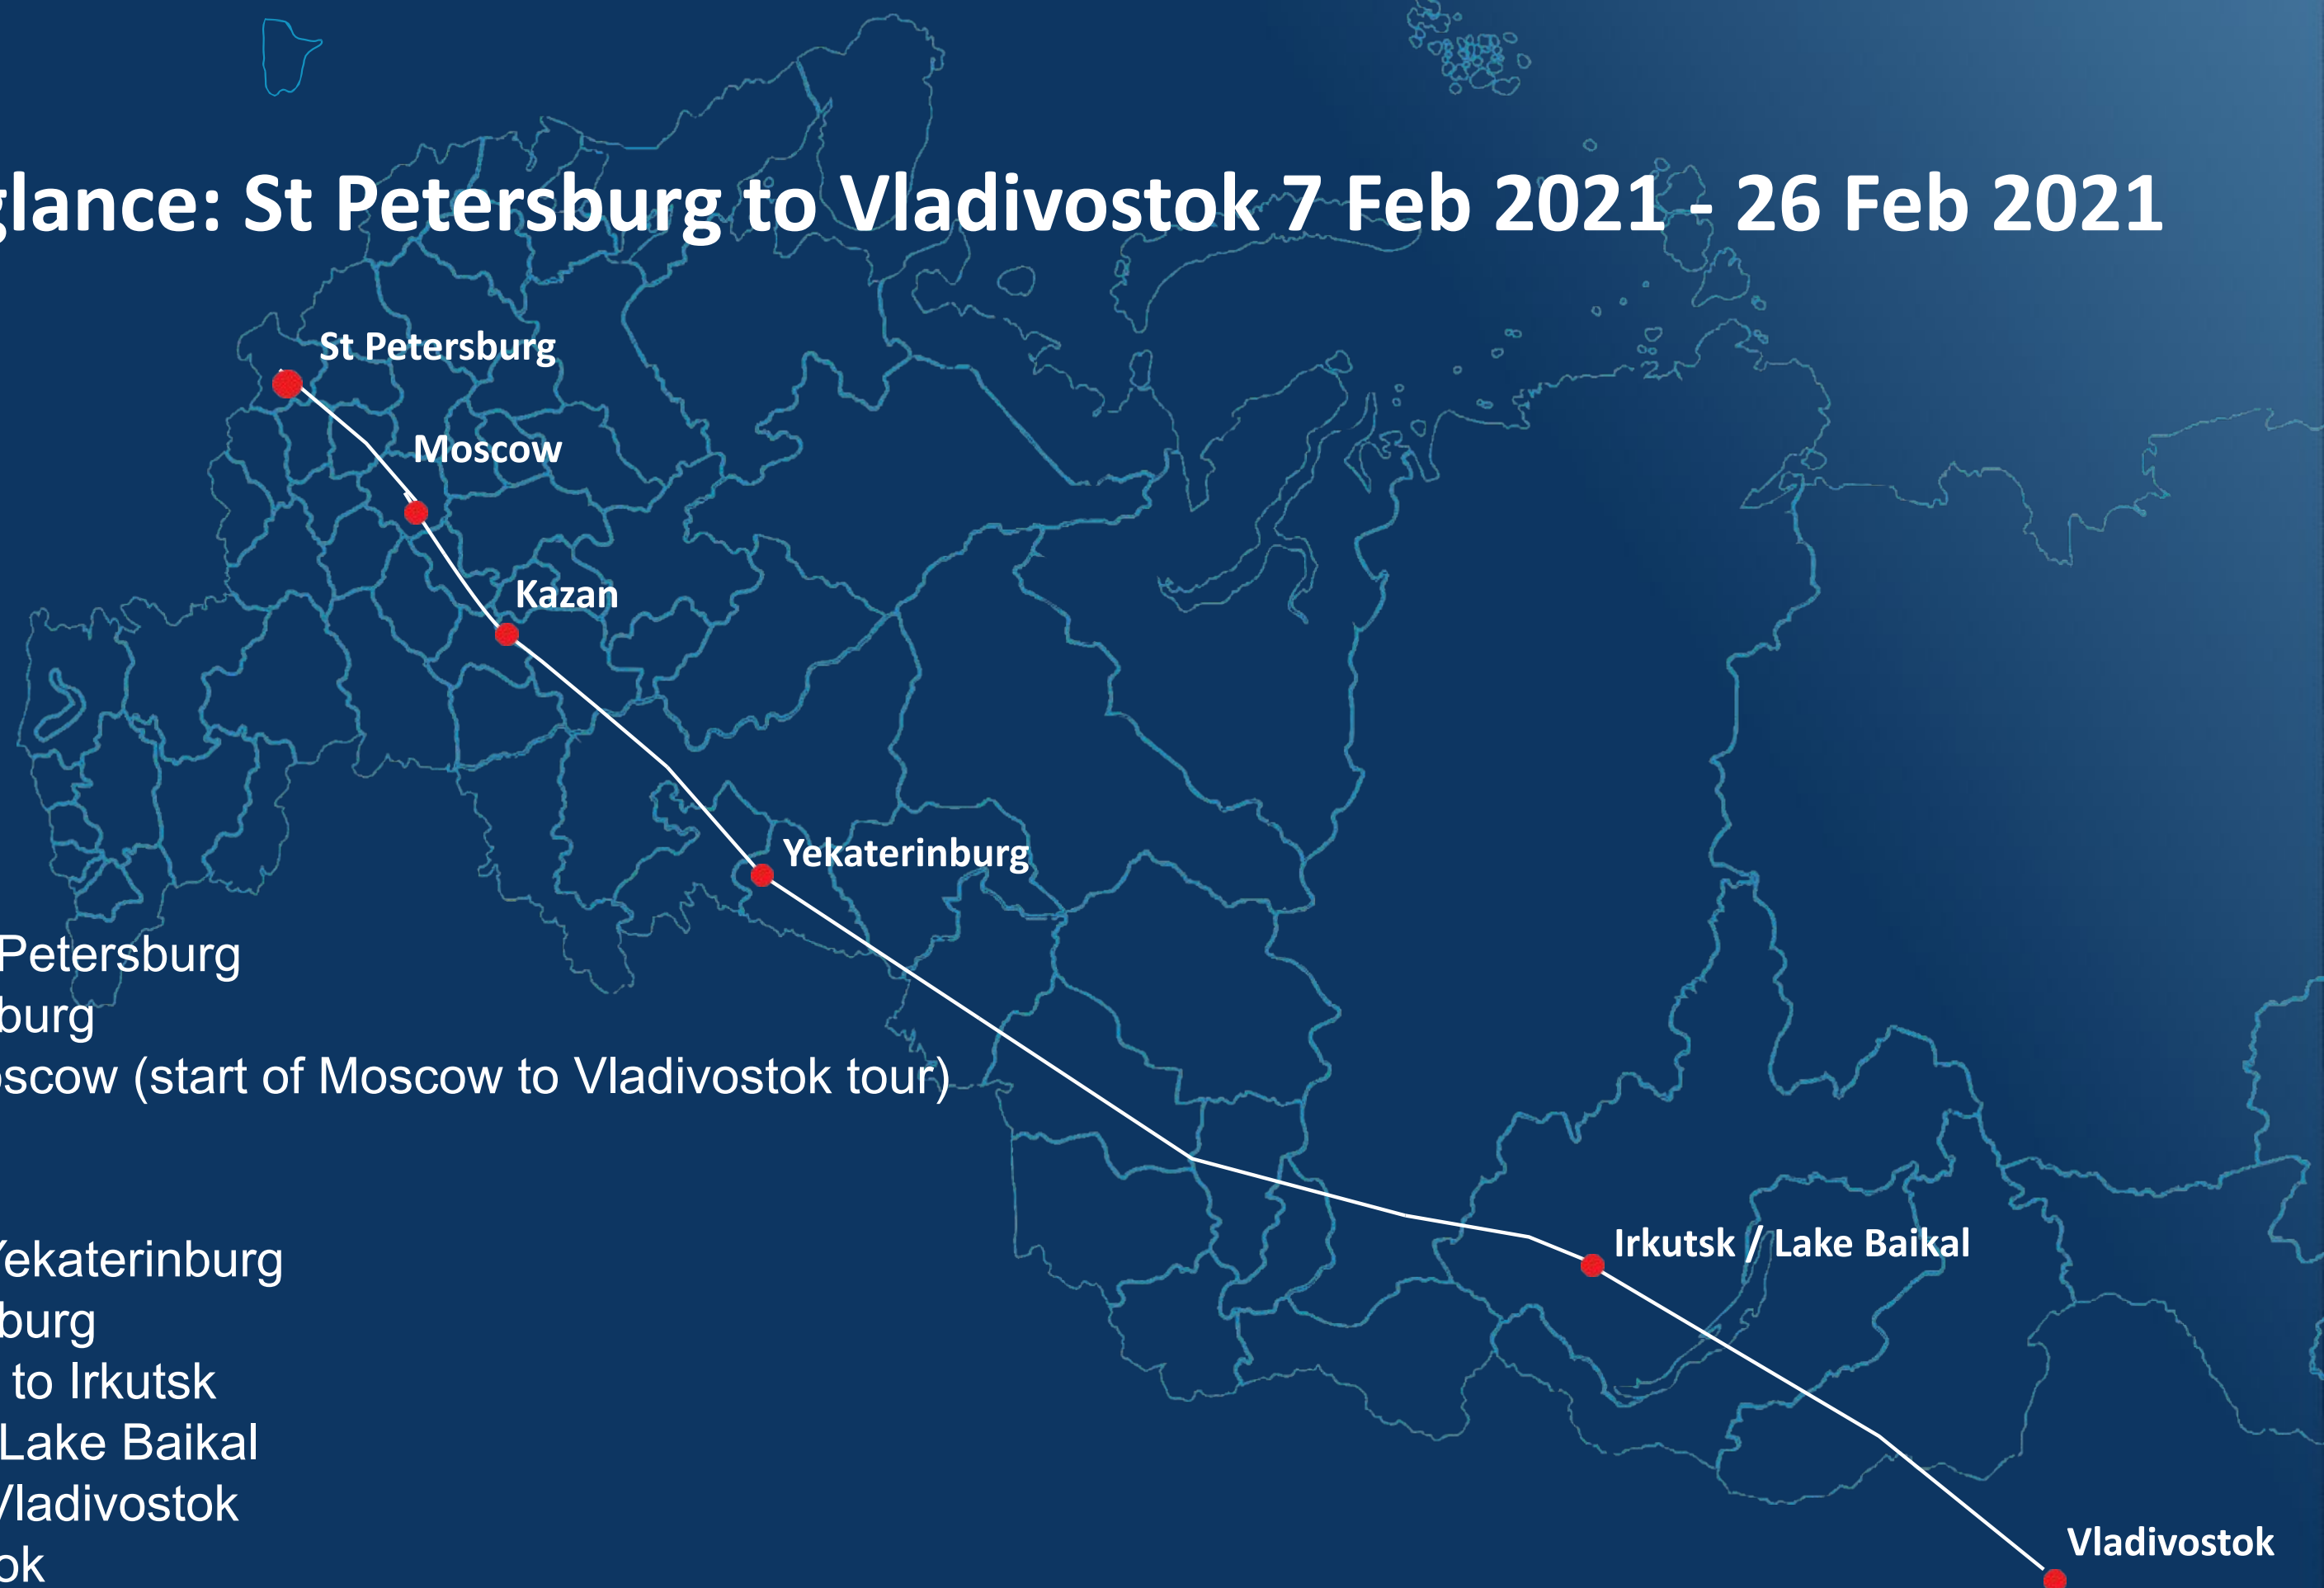 glance: St Petersburg to Vladivostok 7 Feb 2021 - 26 Feb 2021
St Petersburg
Moscow
Kazan
Yekaterinburg
Petersburg
burg
oscow (start of Moscow to Vladivostok tour)
Yekaterinburg
burg
to Irkutsk
Irkutsk / Lake Baikal
Lake Baikal
Vladivostok
ok
Vladivostok